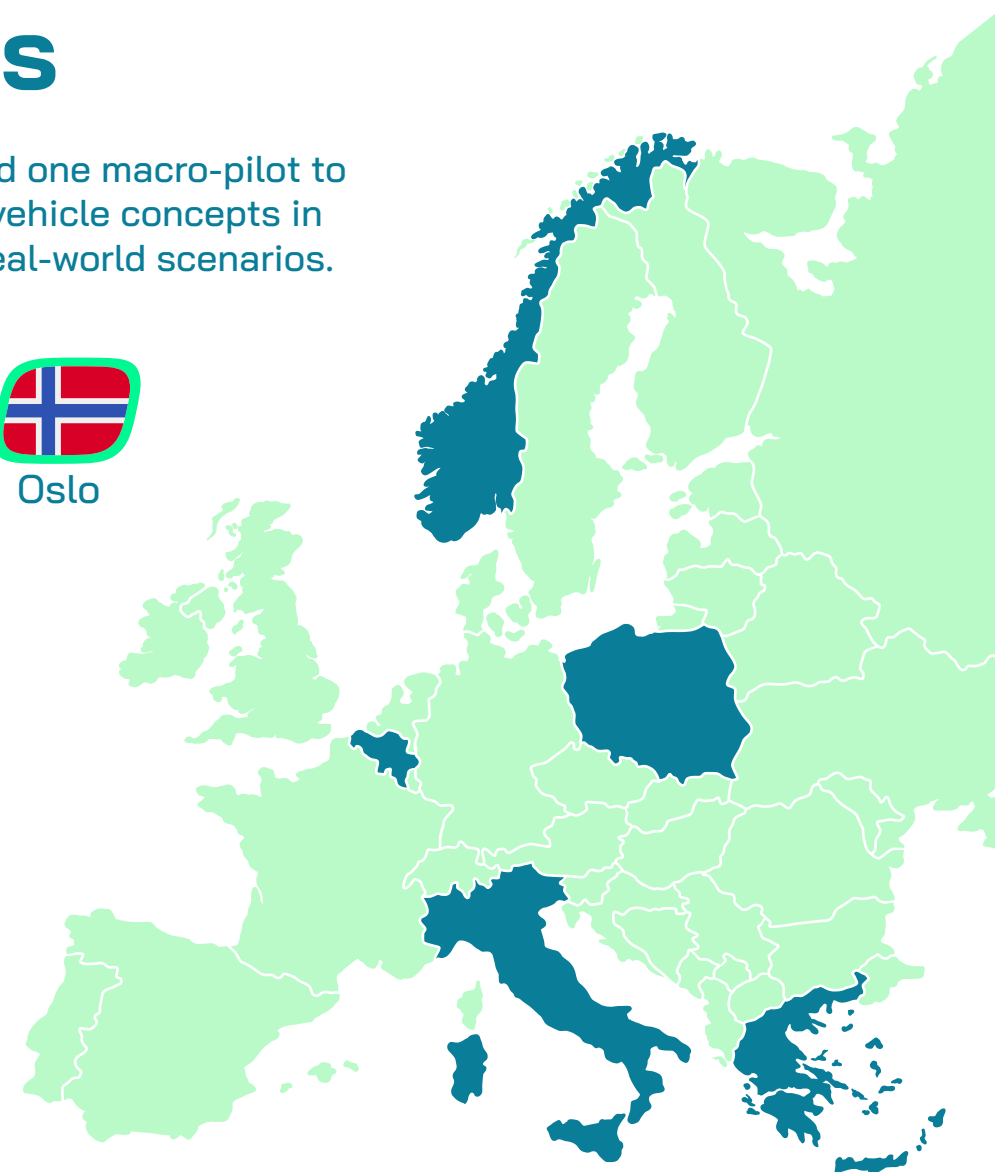 s
d one macro-pilot to
vehicle concepts in
eal-world scenarios.
Oslo